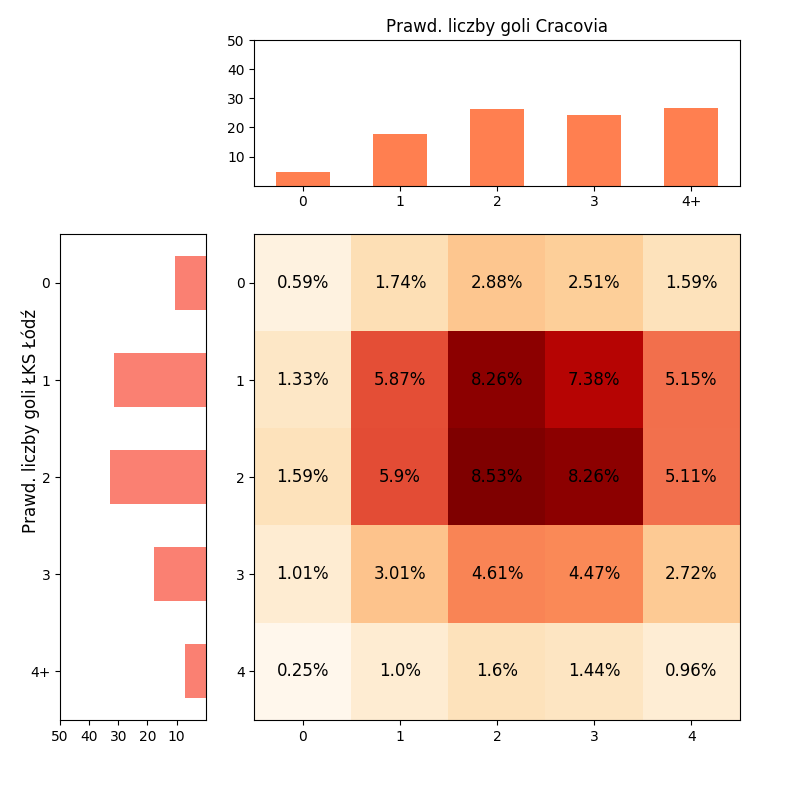 Prawd. liczby goli Cracovia
50
40
30
20
10
0 1 2 3 4+
Prawd. liczby goli ŁKS Łódź
0
1
2
3
4+
50 40 30 20 10
0 0.59% 1.74% 2.88% 2.51% 1.59%
1 1.33% 5.87% 8.26% 7.38% 5.15%
2 1.59% 5.9% 8.53% 8.26% 5.11%
3 1.01% 3.01% 4.61% 4.47% 2.72%
4 0.25% 1.0% 1.6% 1.44% 0.96%
0 1 2 3 4